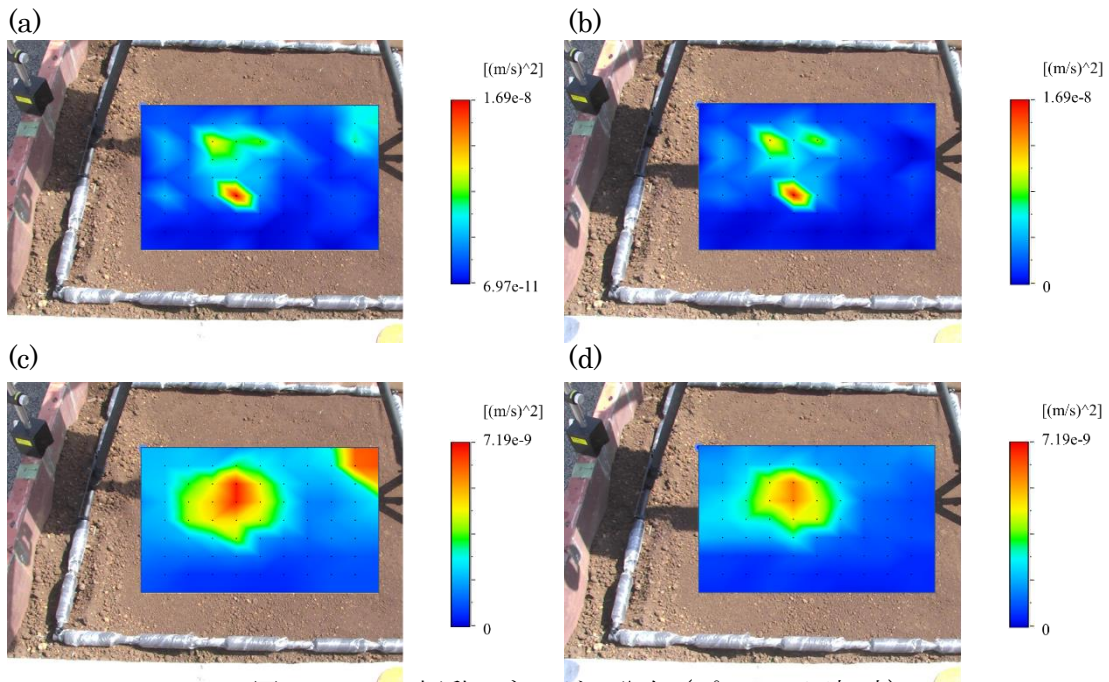 (a)
(b)
[(m/s)^2]
1.69e-8
6.97e-11
[(m/s)^2]
1.69e-8
0
(c)
(d)
[(m/s)^2]
7.19e-9
0
[(m/s)^2]
7.19e-9
0